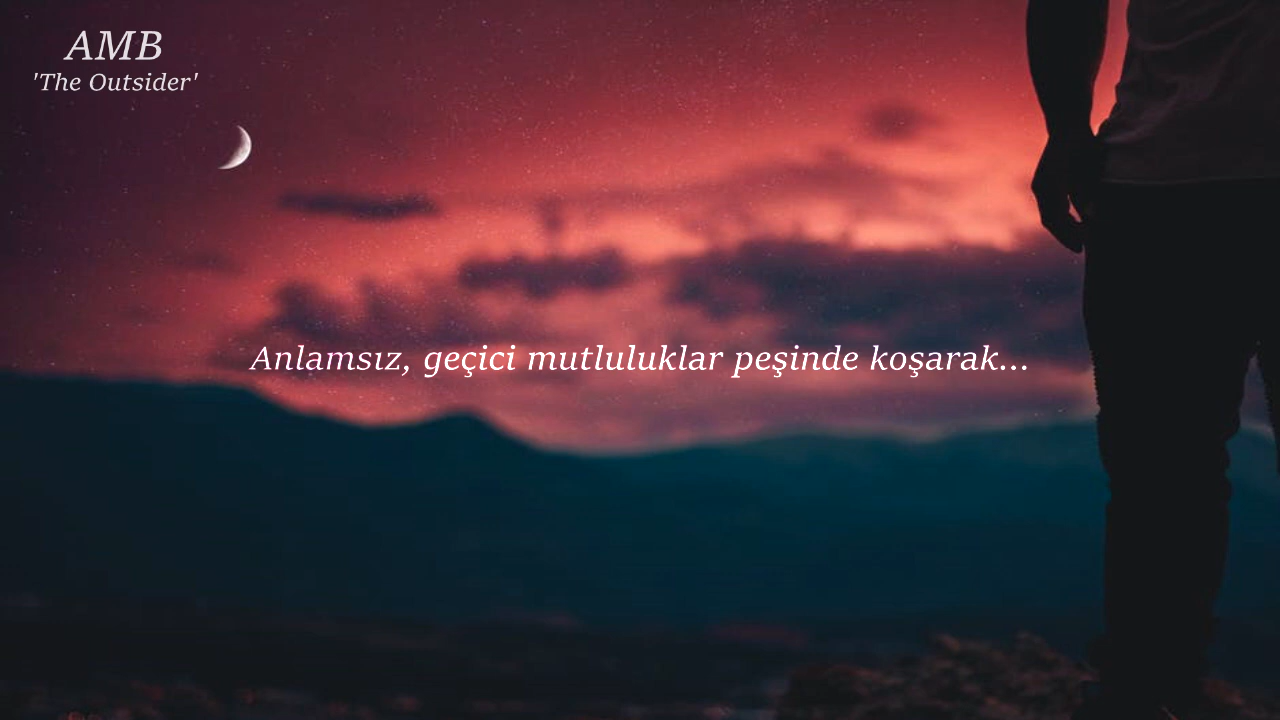 AMB
'The Outsider'
Anlamsız, geçici mutluluklar peşinde koşarak...